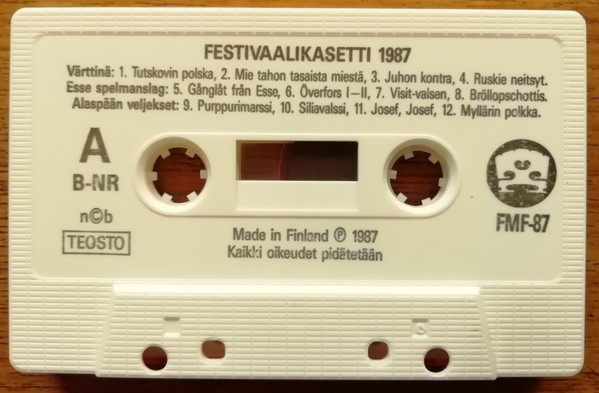 FESTIVAALIKASETTI 1987
Värttinä: 1. Tutskovin polska, 2. Mie tahon tasaista miestä, 3. Juhon kontra, 4. Ruskie neitsyt.
Esse spelmanslag: 5. Gånglåt från Esse, 6. Överfors I–II, 7. Visit-valsen, 8. Bröllopschottis.
Alaspään veljekset: 9. Purppurimarssi, 10. Siliavalssi, 11. Josef, Josef, 12. Myllärin polkka.
A
B-NR
n©b
TEOSTO
FMF-87
Made in Finland ℗ 1987
Kaikki oikeudet pidätetään